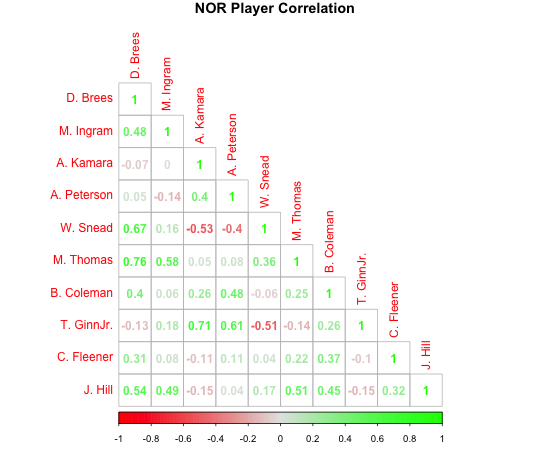 NOR Player Correlation
D. Brees
M. Ingram
A. Kamara
A. Peterson
W. Snead
M. Thomas
B. Coleman
T. GinnJr.
C. Fleener
J. Hill
D. Brees 1
M. Ingram 0.48 1
A. Kamara -0.07 0 1
A. Peterson 0.05 -0.14 0.4 1
W. Snead 0.67 0.16 -0.53 -0.4 1
M. Thomas 0.76 0.58 0.05 0.08 0.36 1
B. Coleman 0.4 0.06 0.26 0.48 -0.06 0.25 1
T. GinnJr. -0.13 0.18 0.71 0.61 -0.51 -0.14 0.26 1
C. Fleener 0.31 0.08 -0.11 0.11 0.04 0.22 0.37 -0.1 1
J. Hill 0.54 0.49 -0.15 0.04 0.17 0.51 0.45 -0.15 0.32 1
-1 -0.8 -0.6 -0.4 -0.2 0 0.2 0.4 0.6 0.8 1